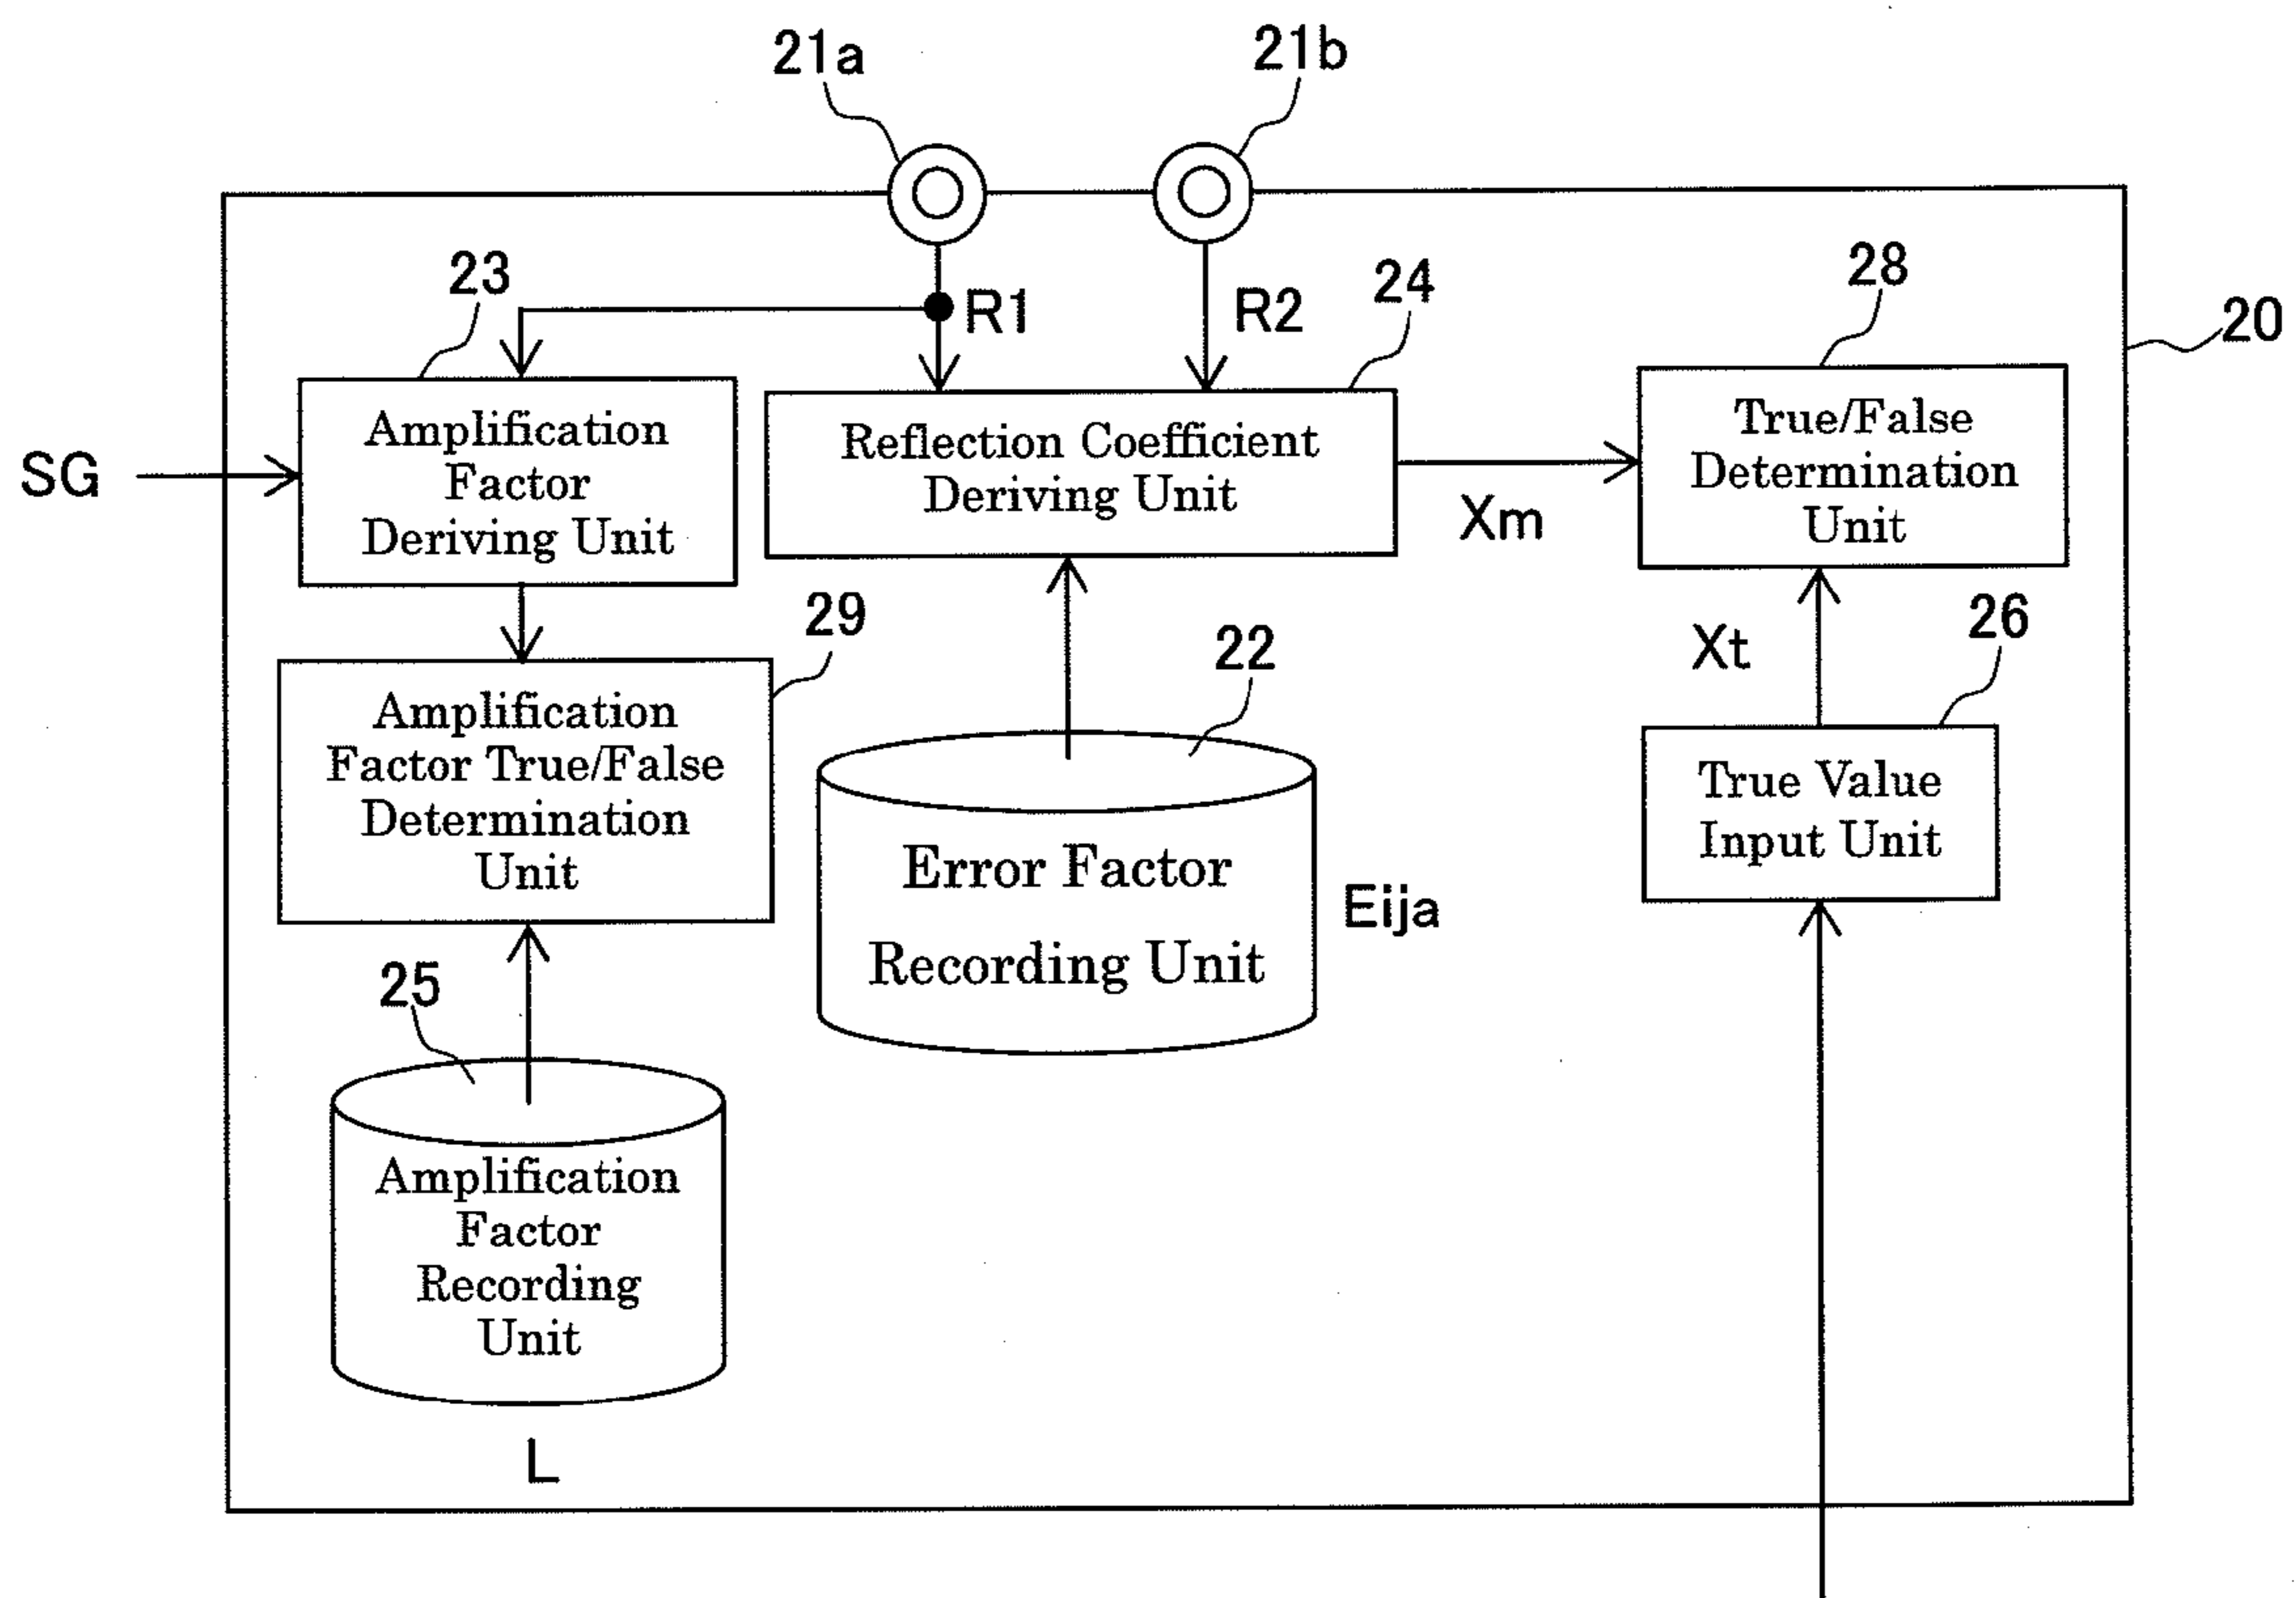 21a
21b
23
R1
R2
24
28
20
SG
Amplification
Factor
Deriving Unit
Reflection Coefficient
Deriving Unit
Xm
True/False
Determination
Unit
29
22
Xt
26
Amplification
Factor True/False
Determination
Unit
Error Factor
Recording Unit
Eija
True Value
Input Unit
25
Amplification
Factor
Recording
Unit
L